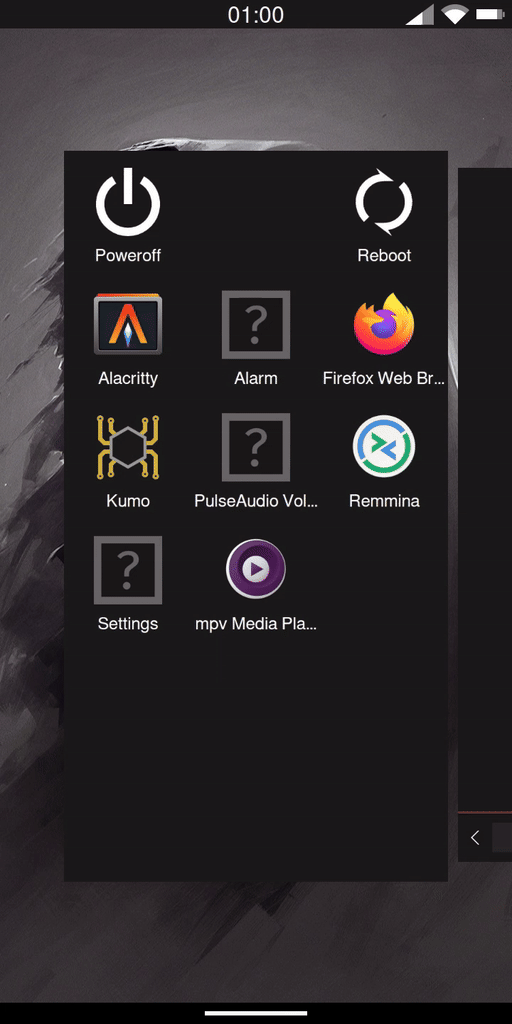 01:00
Poweroff
Reboot
Alacritty
Alarm
Firefox Web Br...
Kumo
PulseAudio Vol...
Remmina
Settings
mpv Media Pla...